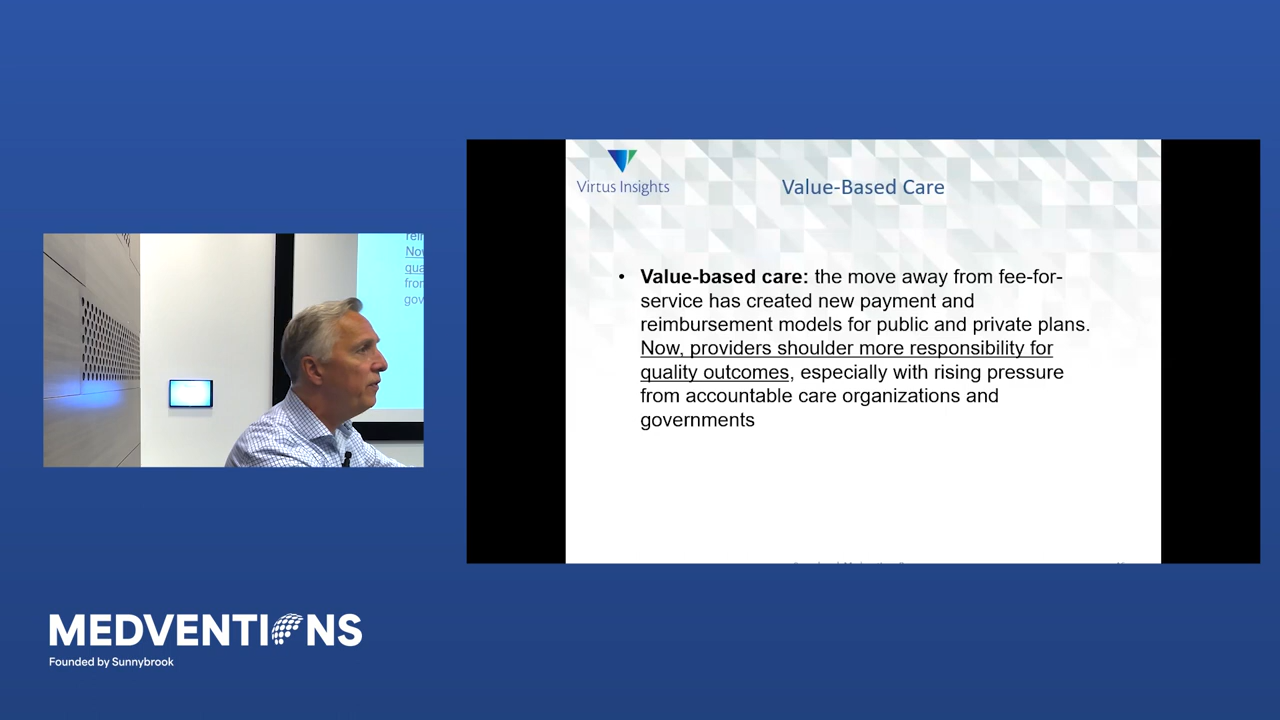 Virtus Insights
Value-Based Care
• Value-based care: the move away from fee-for-
service has created new payment and
reimbursement models for public and private plans.
Now, providers shoulder more responsibility for
quality outcomes, especially with rising pressure
from accountable care organizations and
governments
MEDVENTIONS
Founded by Sunnybrook